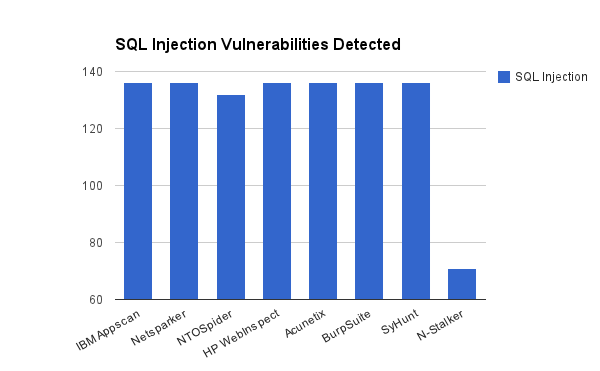 SQL Injection Vulnerabilities Detected
140
120
100
80
60
SQL Injection
IBM Appscan
Netsparker
NTOSpider
HP WebInspect
Acunetix
BurpSuite
SyHunt
N-Stalker